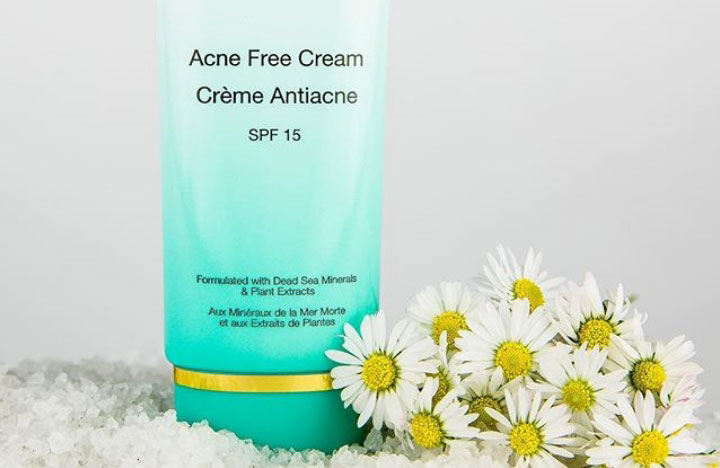 Acne Free Cream
Crème Antiacne
SPF 15
Formulated with Dead Sea Minerals
& Plant Extracts
Aux Minéraux de la Mer Morte
et aux Extraits de Plantes